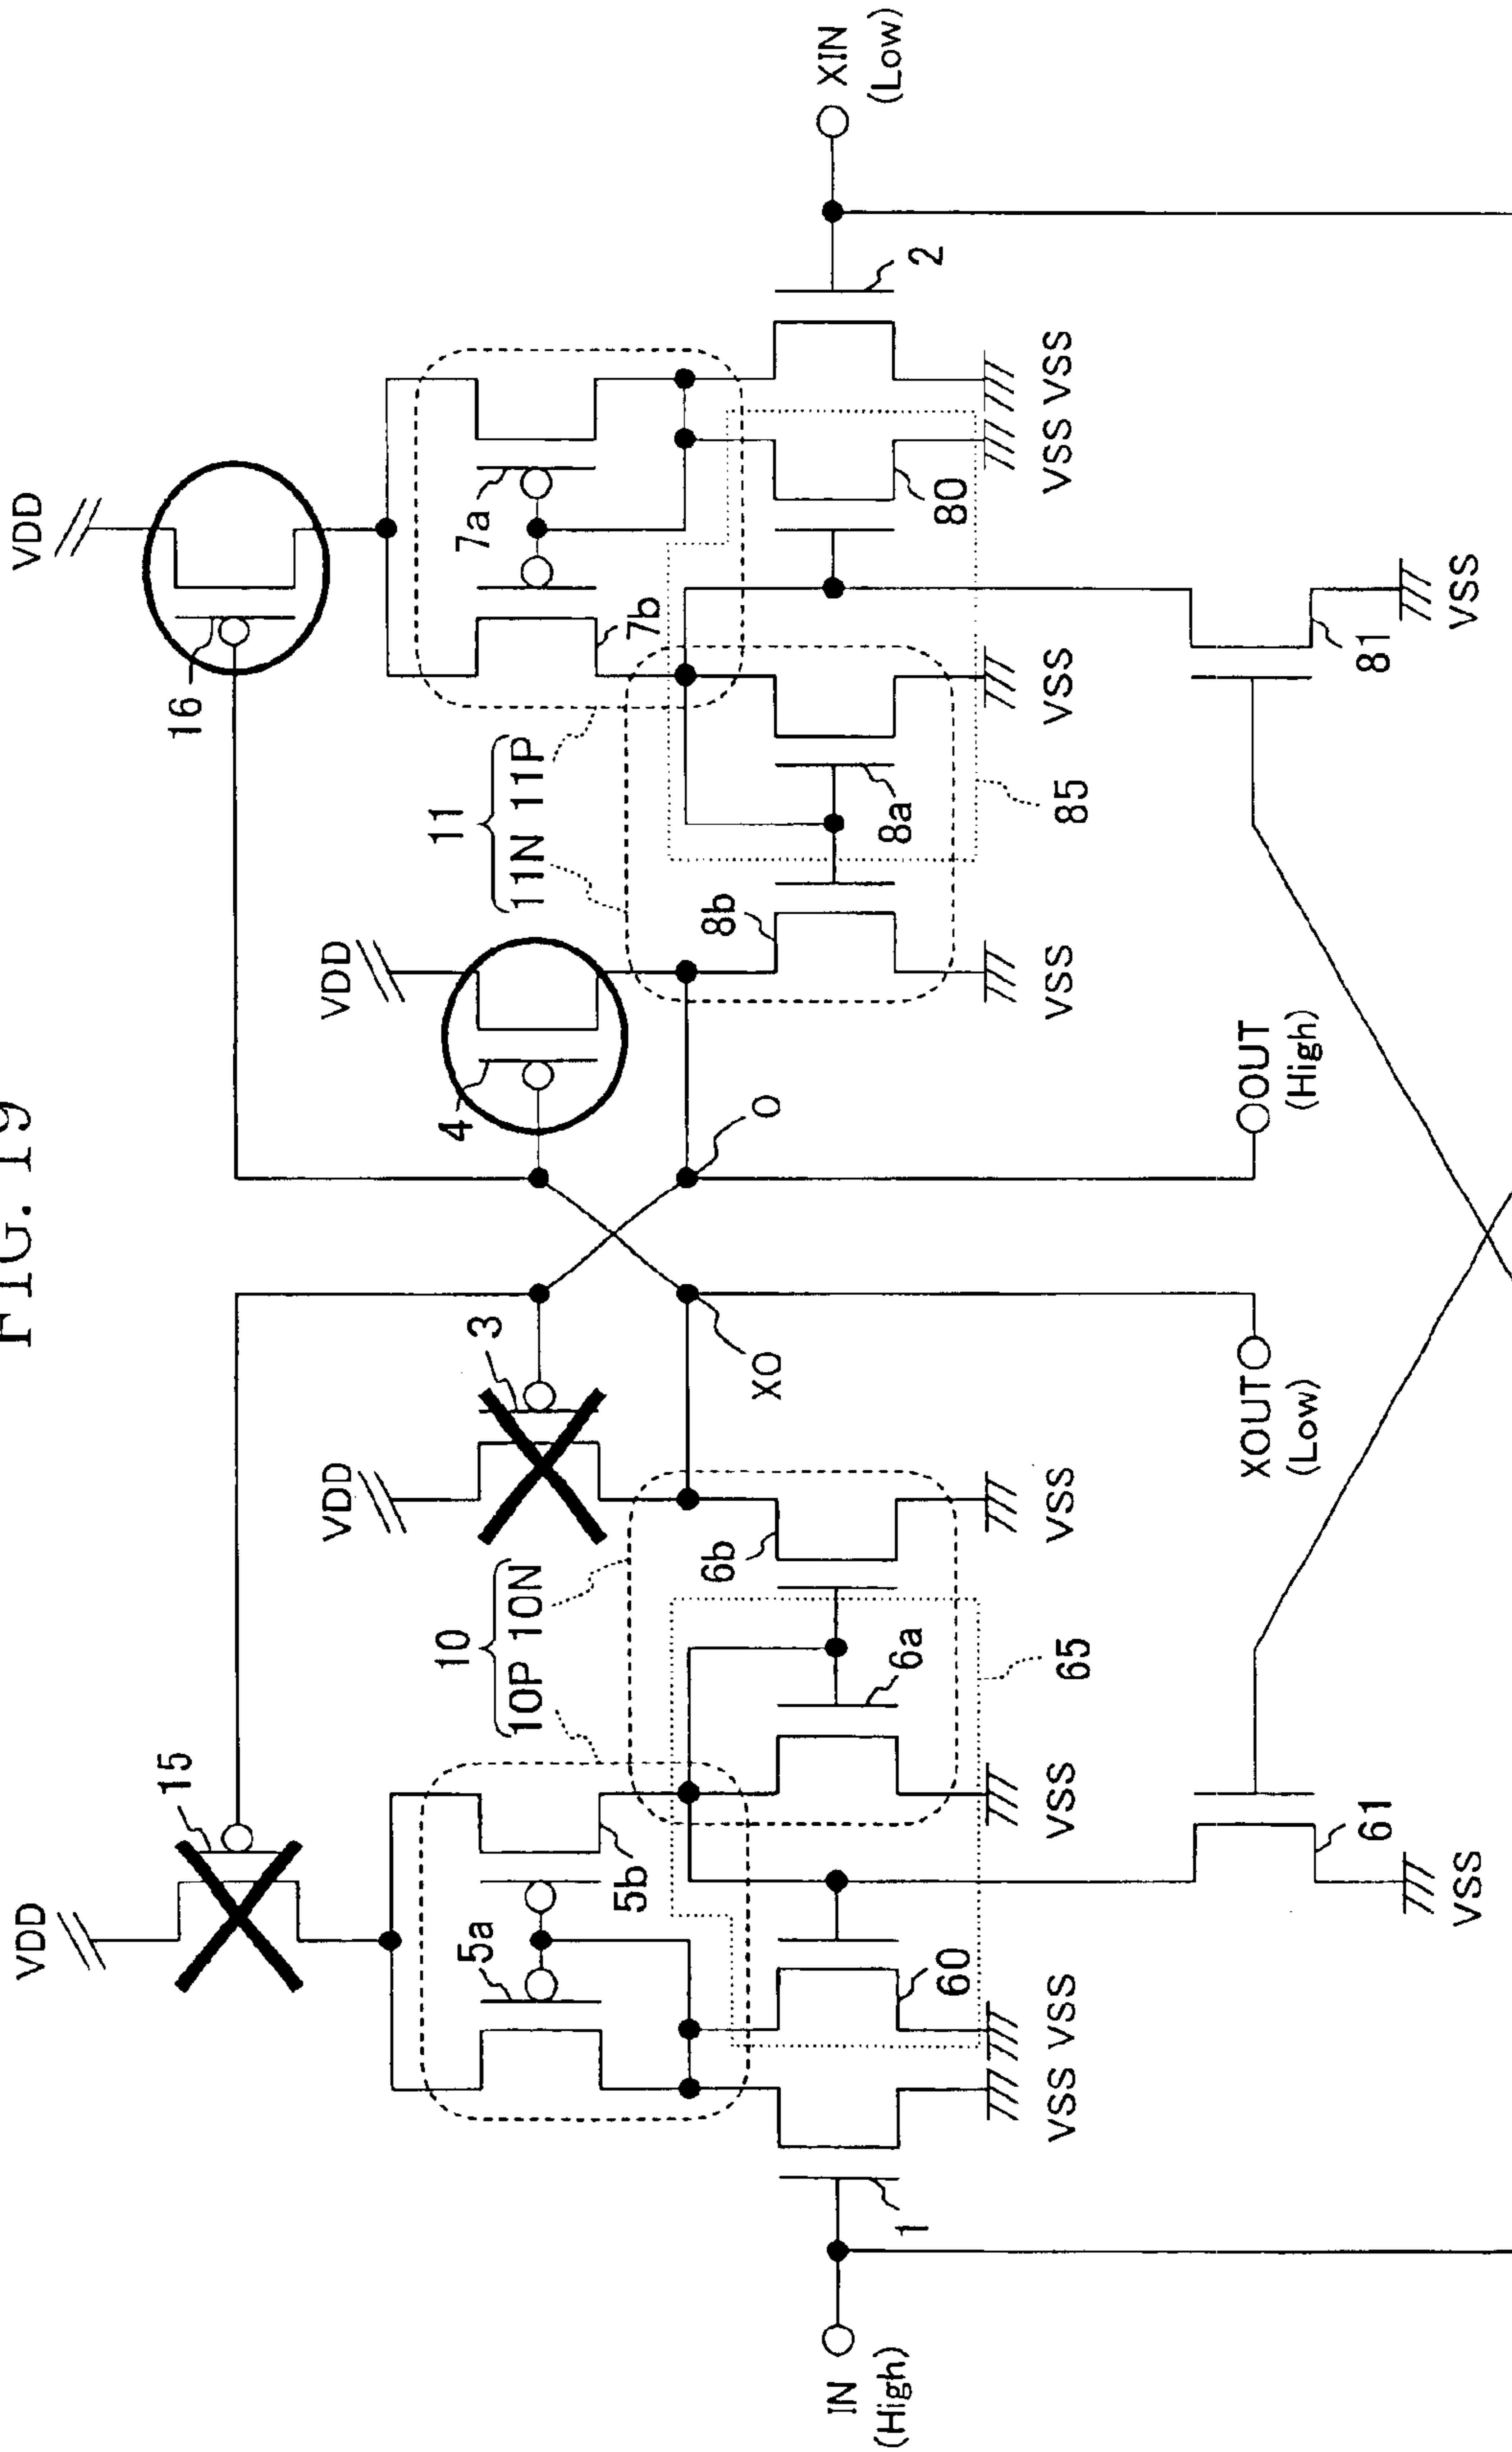 FIG. 19
VDD
VDD
15
16
VDD
VDD
3
4
10
10P 10N
11
11N 11P
5a
5b
7b
7a
XO
O
6b
8b
1
60
6a
8a
80
2
IN
(High)
XIN
(Low)
VSS VSS
VSS
VSS
VSS
VSS
VSS VSS
65
85
XOUT
(Low)
OUT
(High)
61
81
VSS
VSS